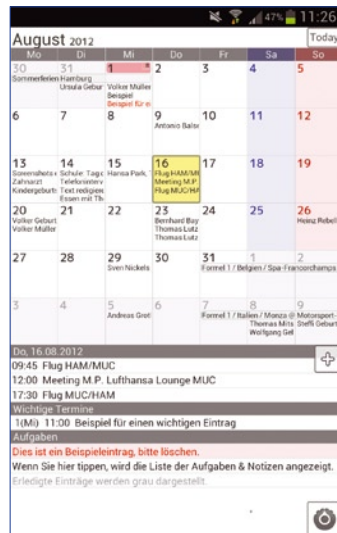 47% 11:26
August 2012 Today
Mo Di Mi Do Fr Sa So
30 31 1 2 3 4 5
Sommerferien Hamburg
Ursula Gebur Volker Müller
Beispiel
Beispiel für ei
6 7 8 9 10 11 12
Antonio Balse
13 14 15 16 17 18 19
Screenshots e Schule: Tag Hansa Park, Flug HAM/M
Zahnarzt Telefoninterv Meeting M.P.
Kindergeburts Text redigiere Flug MUC/H
Essen mit Th
20 21 22 23 24 25 26
Volker Geburt Bernhard Bay Heinz Rebell
Volker Müller Thomas Lutz
Thomas Lutz
27 28 29 30 31 1 2
Sven Nickels Formel 1 / Belgien / Spa-Francorchamps
3 4 5 6 7 8 9
Andreas Grot Formel 1 / Italien / Monza @ Motorsport-
Thomas Mits Steffi Geburt
Wolfgang Gel
Do, 16.08.2012
09:45 Flug HAM/MUC
12:00 Meeting M.P. Lufthansa Lounge MUC
17:30 Flug MUC/HAM
Wichtige Termine
1(Mi) 11:00 Beispiel für einen wichtigen Eintrag
Aufgaben
Dies ist ein Beispieleintrag, bitte löschen.
Wenn Sie hier tippen, wird die Liste der Aufgaben & Notizen angezeigt.
Erledigte Einträge werden grau dargestellt.